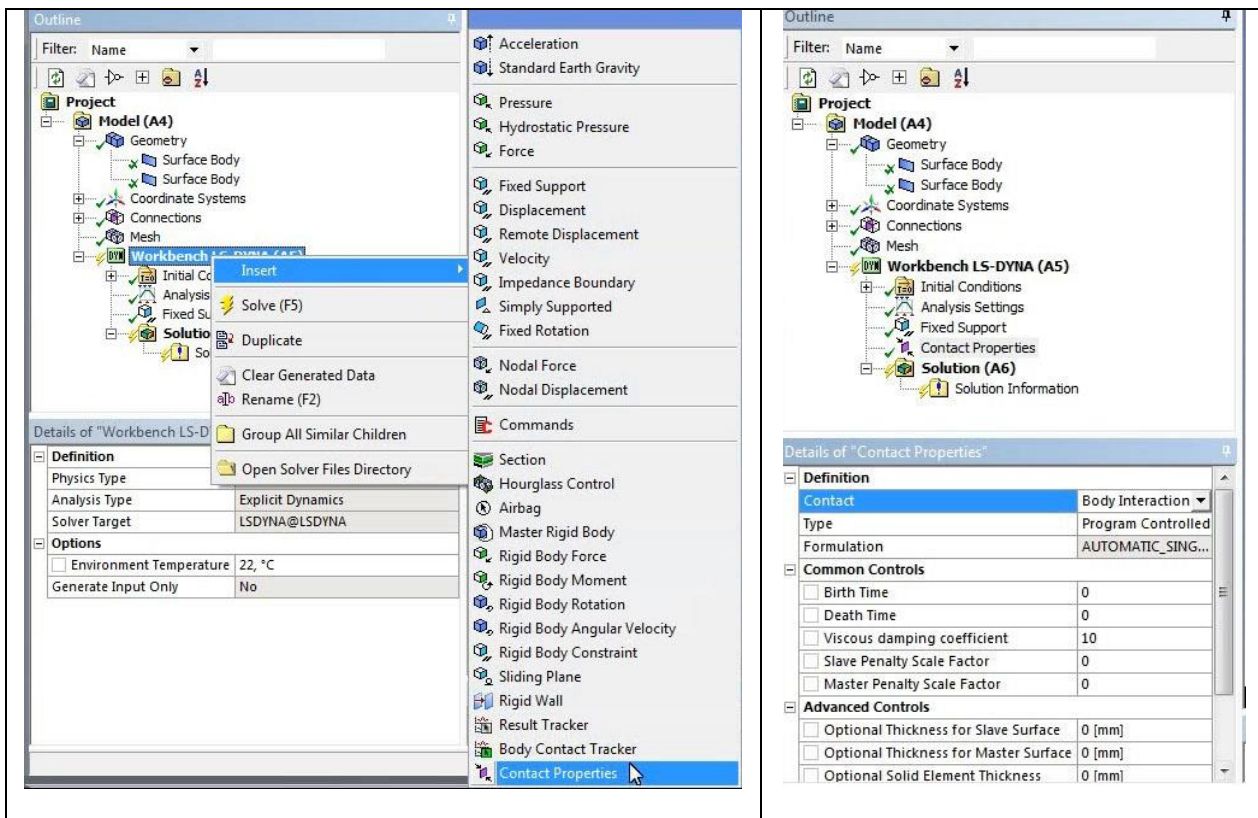 Outline
Filter: Name
Project
Model (A4)
Geometry
Surface Body
Surface Body
Coordinate Systems
Connections
Mesh
Workbench LS-DYNA (A5)
Initial Co
Analysis
Fixed Su
Solutio
So
Insert
Solve (F5)
Duplicate
Clear Generated Data
Rename (F2)
Group All Similar Children
Open Solver Files Directory
Details of "Workbench LS-D
Definition
Physics Type
Analysis Type Explicit Dynamics
Solver Target LSDYNA@LSDYNA
Options
Environment Temperature 22, °C
Generate Input Only No
Acceleration
Standard Earth Gravity
Pressure
Hydrostatic Pressure
Force
Fixed Support
Displacement
Remote Displacement
Velocity
Impedance Boundary
Simply Supported
Fixed Rotation
Nodal Force
Nodal Displacement
Commands
Section
Hourglass Control
Airbag
Master Rigid Body
Rigid Body Force
Rigid Body Moment
Rigid Body Rotation
Rigid Body Angular Velocity
Rigid Body Constraint
Sliding Plane
Rigid Wall
Result Tracker
Body Contact Tracker
Contact Properties
Outline
Filter: Name
Project
Model (A4)
Geometry
Surface Body
Surface Body
Coordinate Systems
Connections
Mesh
Workbench LS-DYNA (A5)
Initial Conditions
Analysis Settings
Fixed Support
Contact Properties
Solution (A6)
Solution Information
Details of "Contact Properties"
Definition
Contact Body Interaction
Type Program Controlled
Formulation AUTOMATIC_SING...
Common Controls
Birth Time 0
Death Time 0
Viscous damping coefficient 10
Slave Penalty Scale Factor 0
Master Penalty Scale Factor 0
Advanced Controls
Optional Thickness for Slave Surface 0 [mm]
Optional Thickness for Master Surface 0 [mm]
Optional Solid Element Thickness 0 [mm]